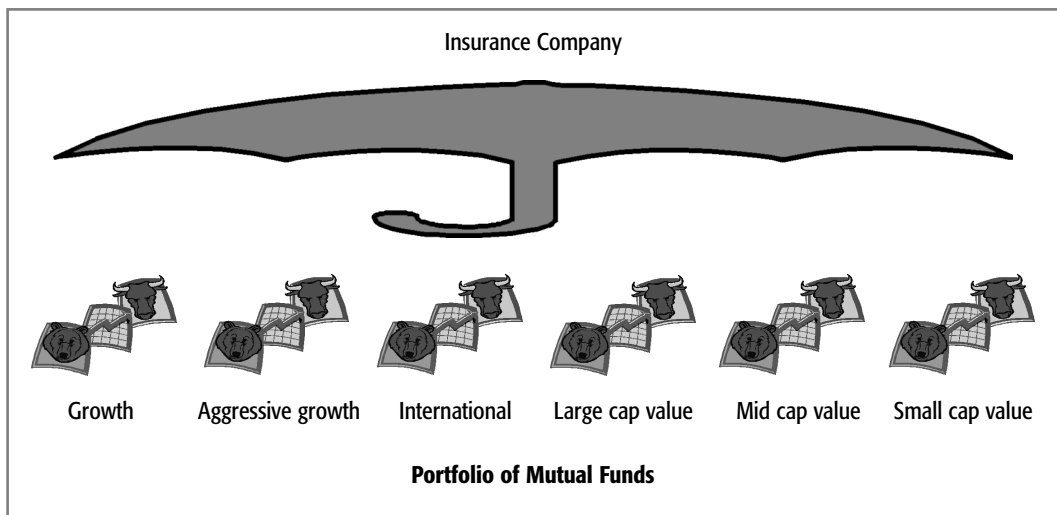 Insurance Company
Growth Aggressive growth International Large cap value Mid cap value Small cap value
Portfolio of Mutual Funds